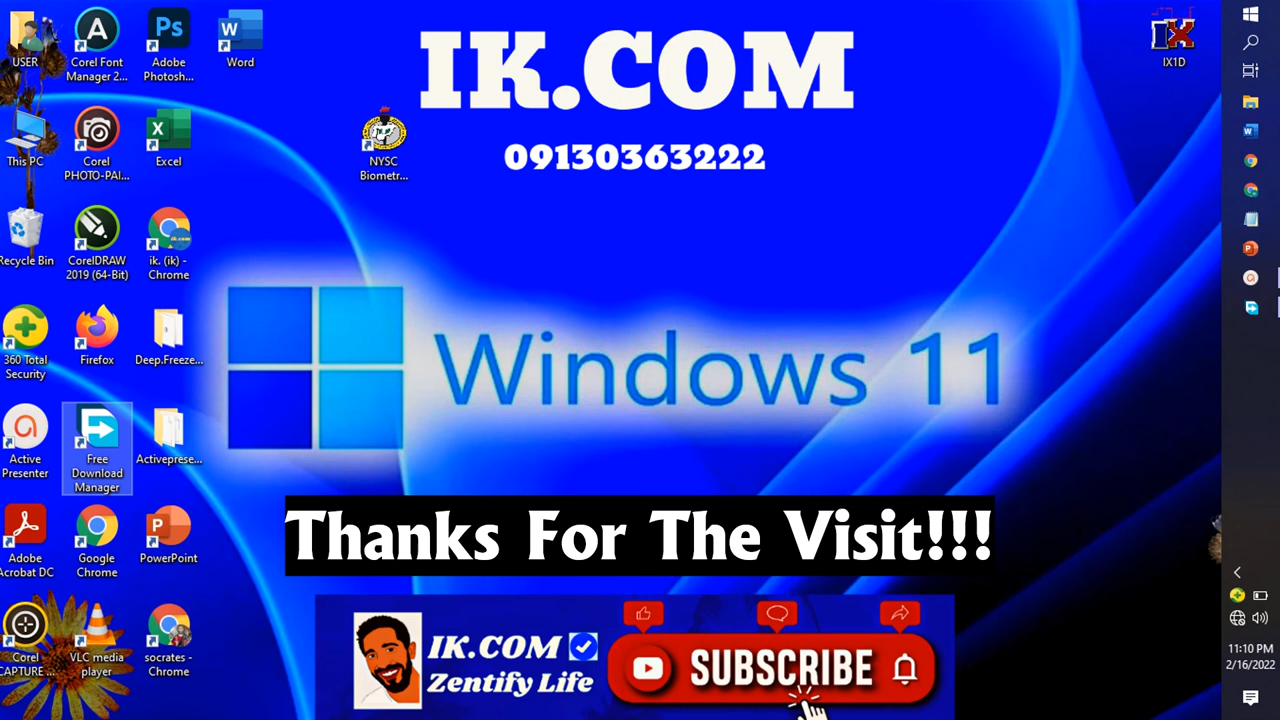 USER
Corel Font
Manager 2...
Adobe
Photosh...
Word
IK.COM
IX1D
09130363222
This PC
Corel
PHOTO-PAI...
Excel
NYSC
Biometr...
Recycle Bin
CorelDRAW
2019 (64-Bit)
ik. (ik) -
Chrome
Windows 11
360 Total
Security
Firefox
Deep.Freeze...
Active
Presenter
Free
Download
Manager
Activeprese...
Thanks For The Visit!!!
Adobe
Acrobat DC
Google
Chrome
PowerPoint
Corel
CAPTURE ...
VLC media
player
socrates -
Chrome
IK.COM
Zentify Life
SUBSCRIBE
11:10 PM
2/16/2022